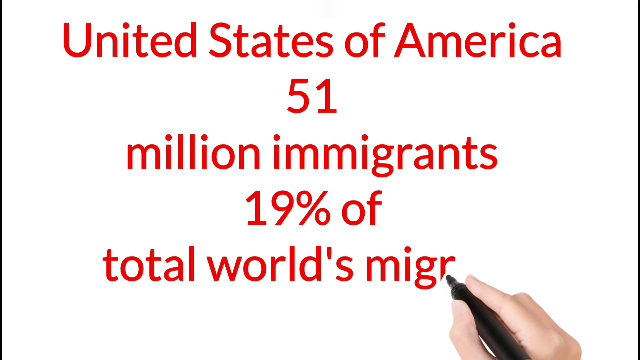 United States of America
51
million immigrants
19% of
total world's migr